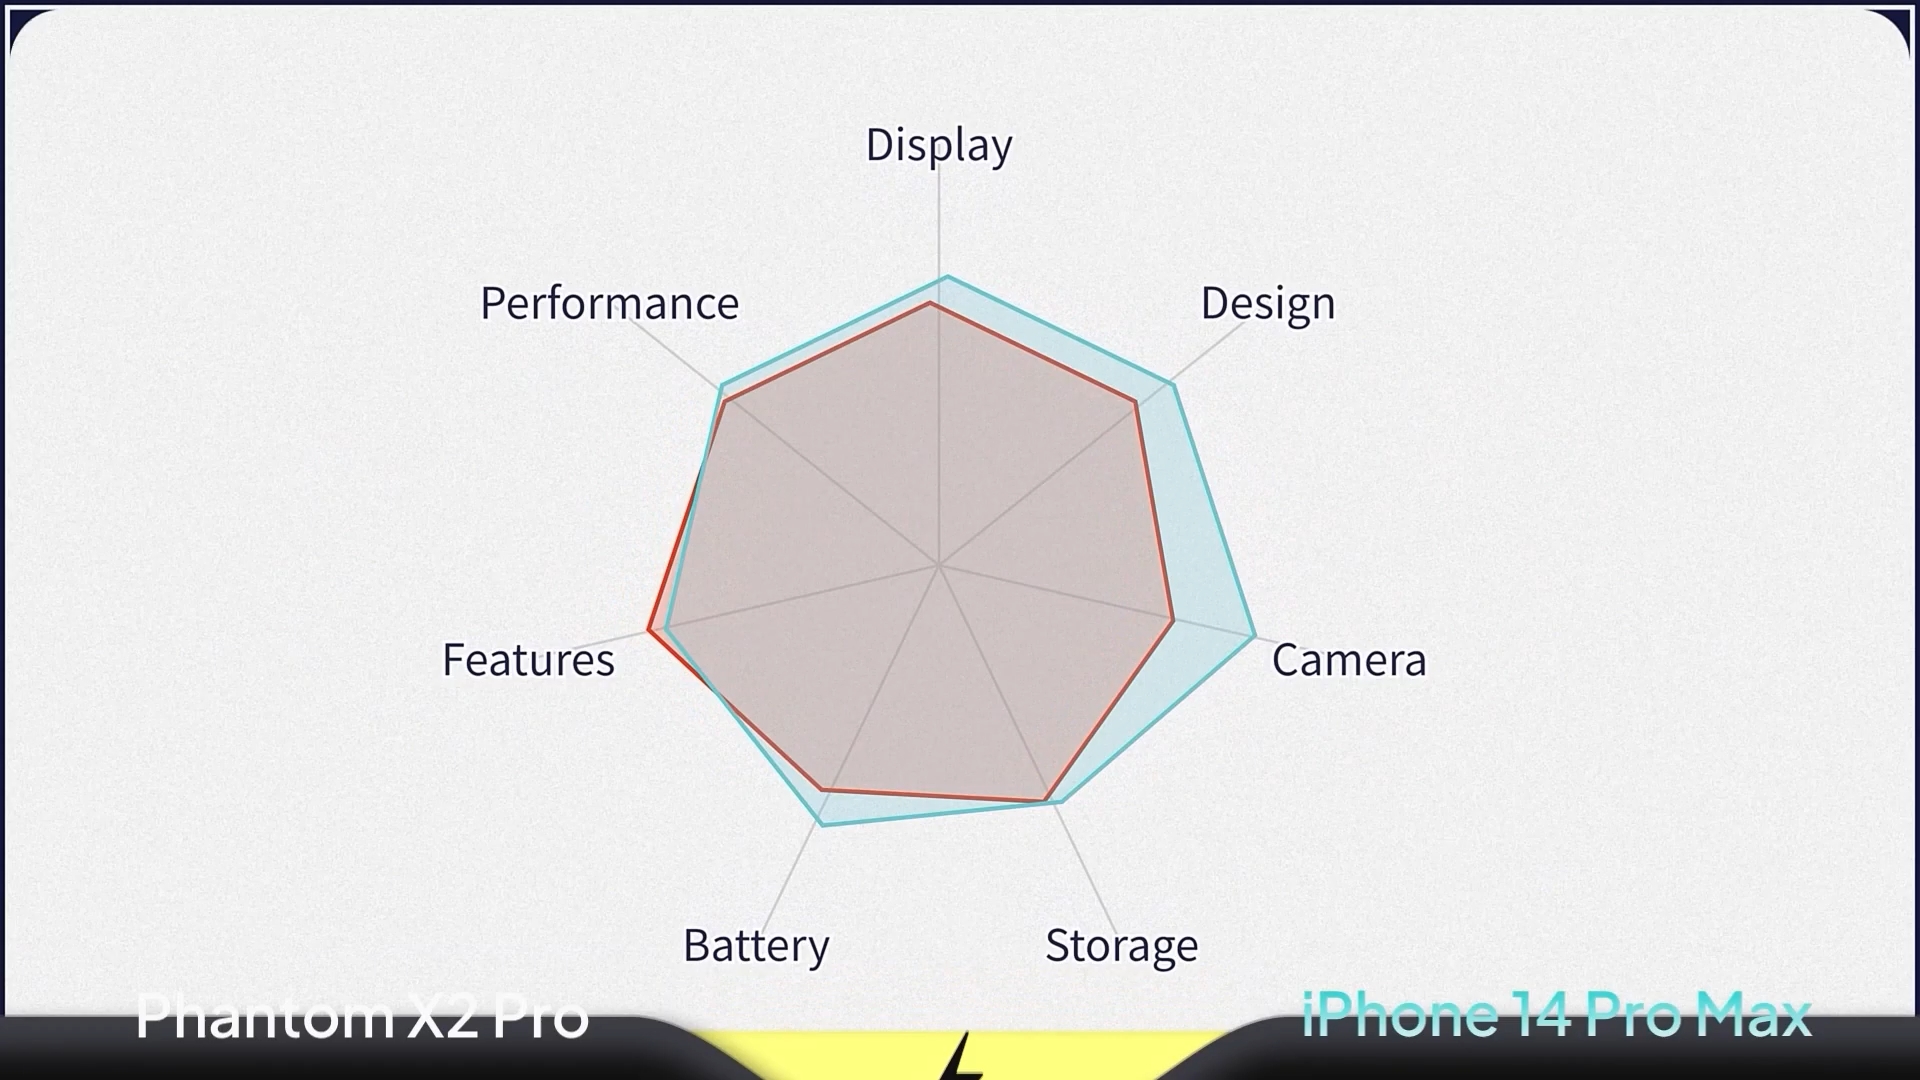 Display
Performance
Design
Features
Camera
Battery
Storage
Phantom X2 Pro
iPhone 14 Pro Max